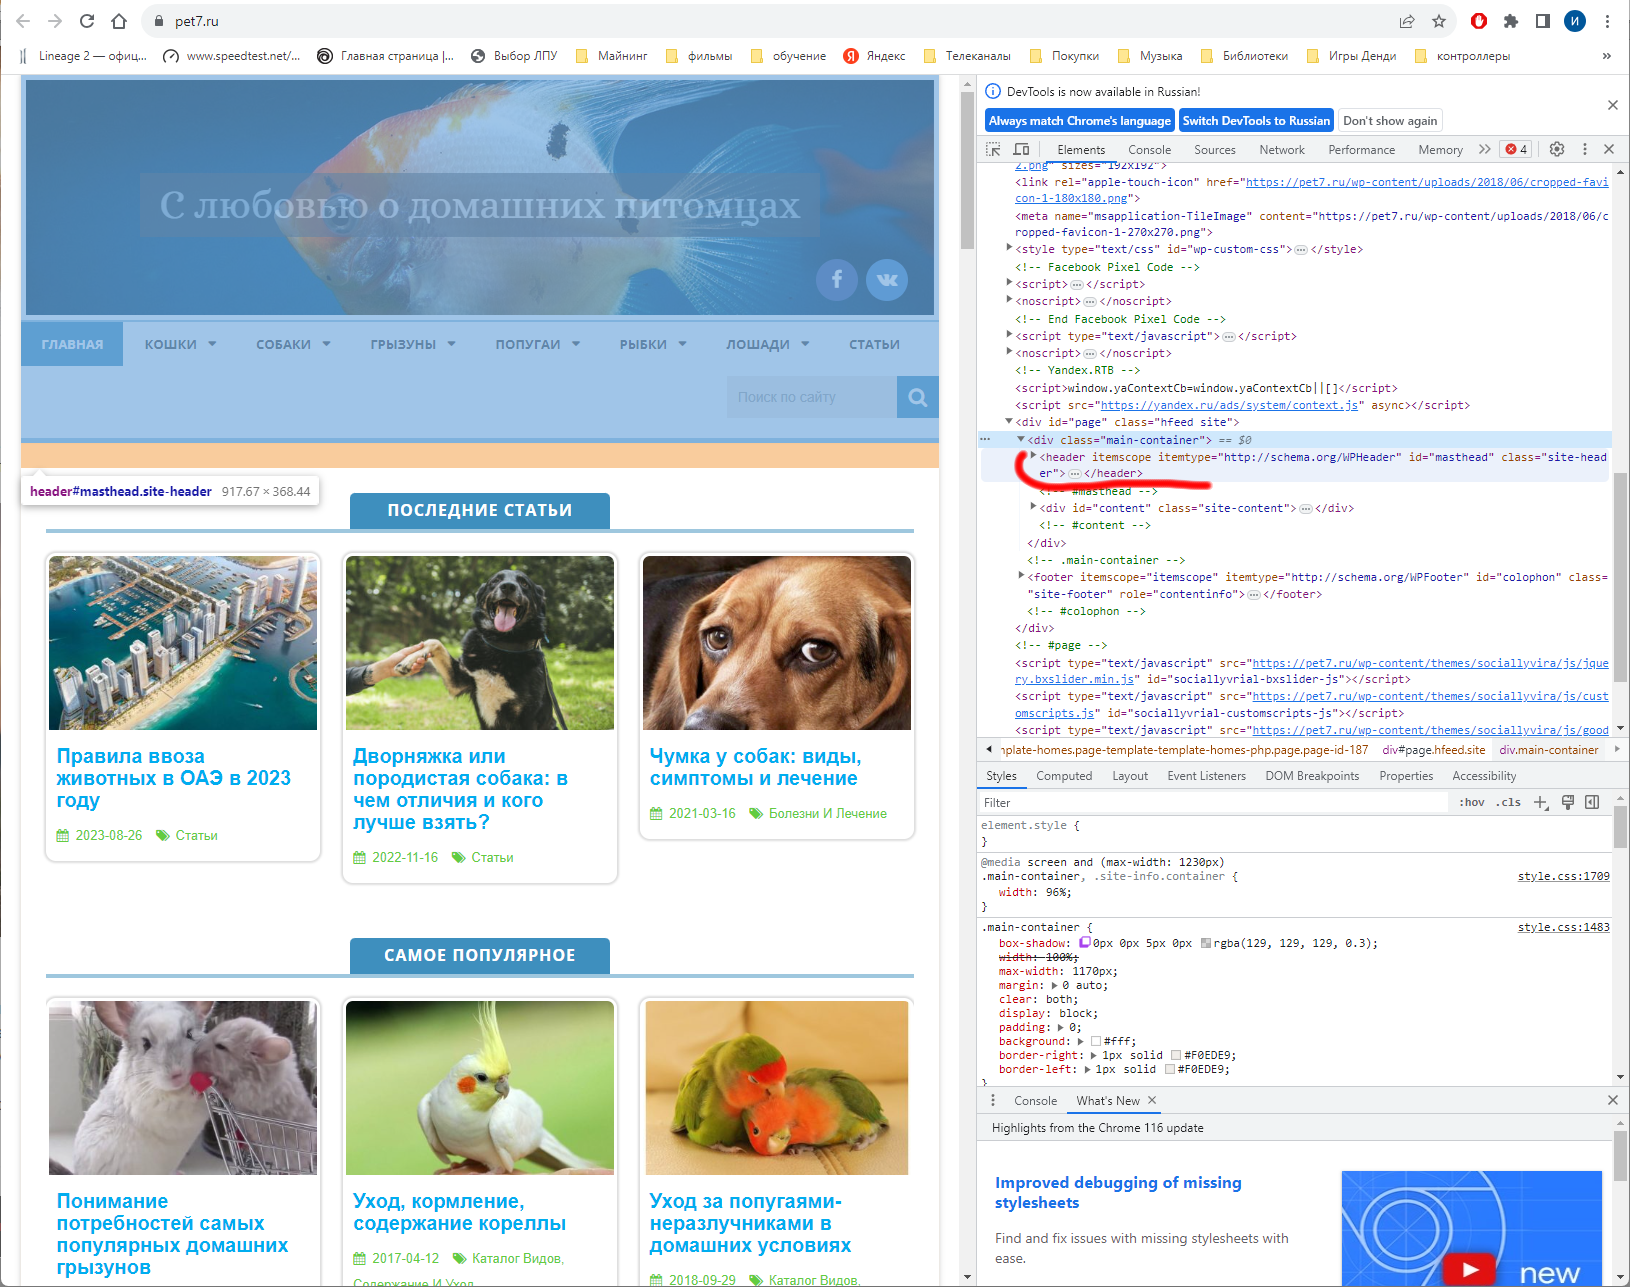 pet7.ru
И
Lineage 2 — офиц...
www.speedtest.net/...
Главная страница |...
Выбор ЛПУ
Майнинг
фильмы
обучение
Яндекс
Телеканалы
Покупки
Музыка
Библиотеки
Игры Денди
контроллеры
»
С любовью о домашних питомцах
ГЛАВНАЯ
КОШКИ
СОБАКИ
ГРЫЗУНЫ
ПОПУГАИ
РЫБКИ
ЛОШАДИ
СТАТЬИ
Поиск по сайту
header#masthead.site-header 917.67 × 368.44
ПОСЛЕДНИЕ СТАТЬИ
Правила ввоза
животных в ОАЭ в 2023
году
2023-08-26 Статьи
Дворняжка или
породистая собака: в
чем отличия и кого
лучше взять?
2022-11-16 Статьи
Чумка у собак: виды,
симптомы и лечение
2021-03-16 Болезни И Лечение
САМОЕ ПОПУЛЯРНОЕ
Понимание
потребностей самых
популярных домашних
грызунов
Уход, кормление,
содержание кореллы
2017-04-12 Каталог Видов,
Содержание И Уход
Уход за попугаями-
неразлучниками в
домашних условиях
2018-09-29 Каталог Видов,
DevTools is now available in Russian!
Always match Chrome's language
Switch DevTools to Russian
Don't show again
Elements
Console
Sources
Network
Performance
Memory
4
2.png" sizes="192x192">
<link rel="apple-touch-icon" href="https://pet7.ru/wp-content/uploads/2018/06/cropped-favi
con-1-180x180.png">
<meta name="msapplication-TileImage" content="https://pet7.ru/wp-content/uploads/2018/06/c
ropped-favicon-1-270x270.png">
<style type="text/css" id="wp-custom-css">…</style>
<!-- Facebook Pixel Code -->
<script>…</script>
<noscript>…</noscript>
<!-- End Facebook Pixel Code -->
<script type="text/javascript">…</script>
<noscript>…</noscript>
<!-- Yandex.RTB -->
<script>window.yaContextCb=window.yaContextCb||[]</script>
<script src="https://yandex.ru/ads/system/context.js" async></script>
<div id="page" class="hfeed site">
<div class="main-container"> == $0
<header itemscope itemtype="http://schema.org/WPHeader" id="masthead" class="site-head
er">…</header>
<!-- #masthead -->
<div id="content" class="site-content">…</div>
<!-- #content -->
</div>
<!-- .main-container -->
<footer itemscope="itemscope" itemtype="http://schema.org/WPFooter" id="colophon" class=
"site-footer" role="contentinfo">…</footer>
<!-- #colophon -->
</div>
<!-- #page -->
<script type="text/javascript" src="https://pet7.ru/wp-content/themes/sociallyvira/js/jque
ry.bxslider.min.js" id="sociallyvrial-bxslider-js"></script>
<script type="text/javascript" src="https://pet7.ru/wp-content/themes/sociallyvira/js/cust
omscripts.js" id="sociallyvrial-customscripts-js"></script>
<script type="text/javascript" src="https://pet7.ru/wp-content/themes/sociallyvira/js/good
nplate-homes.page-template-template-homes-php.page.page-id-187
div#page.hfeed.site
div.main-container
Styles
Computed
Layout
Event Listeners
DOM Breakpoints
Properties
Accessibility
Filter
:hov .cls
element.style {
}
@media screen and (max-width: 1230px)
.main-container, .site-info.container {
style.css:1709
width: 96%;
}
.main-container {
style.css:1483
box-shadow: 0px 0px 5px 0px rgba(129, 129, 129, 0.3);
width: 100%;
max-width: 1170px;
margin: 0 auto;
clear: both;
display: block;
padding: 0;
background: #fff;
border-right: 1px solid #F0EDE9;
border-left: 1px solid #F0EDE9;
}
Console
What's New
Highlights from the Chrome 116 update
Improved debugging of missing
stylesheets
Find and fix issues with missing stylesheets with
ease.
new